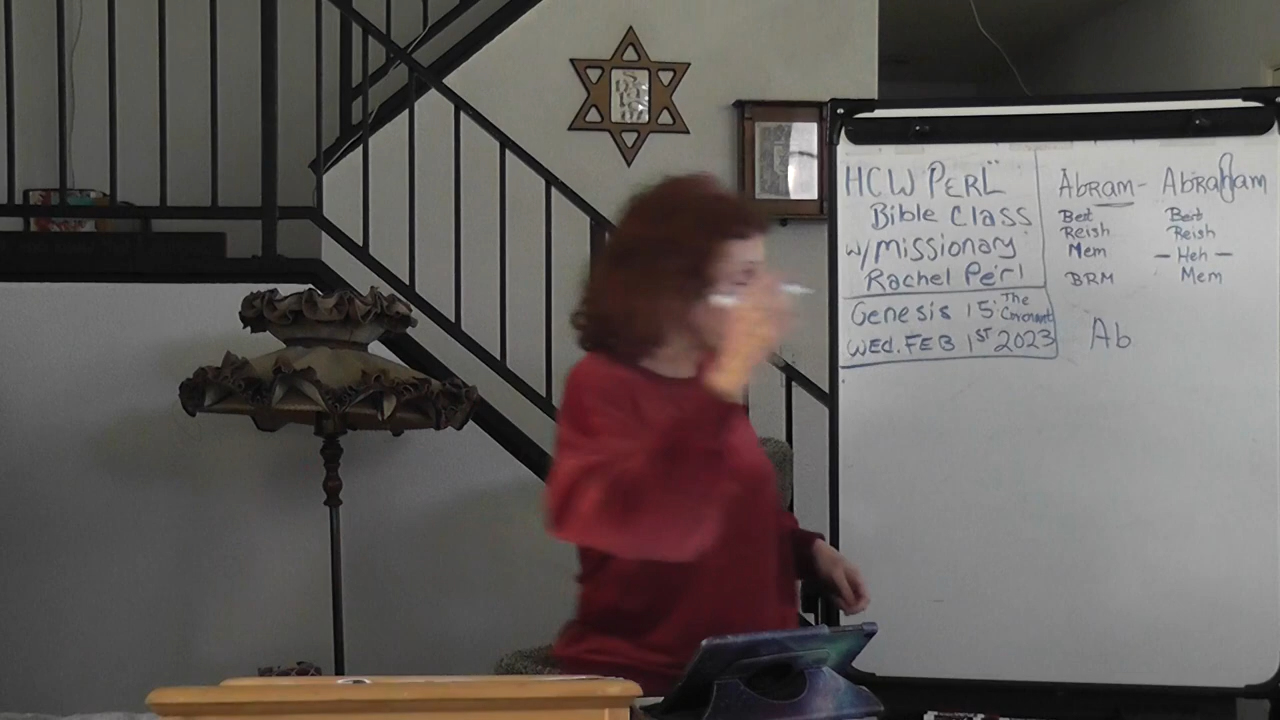 HCW PERL"
Bible Class
w/Missionary
Rachel Perl
Genesis 15 The Covenant
WED. FEB 1ST 2023
Abram- Abraham
Bet Bet
Reish Reish
Mem - Heh -
BRM Mem
Ab